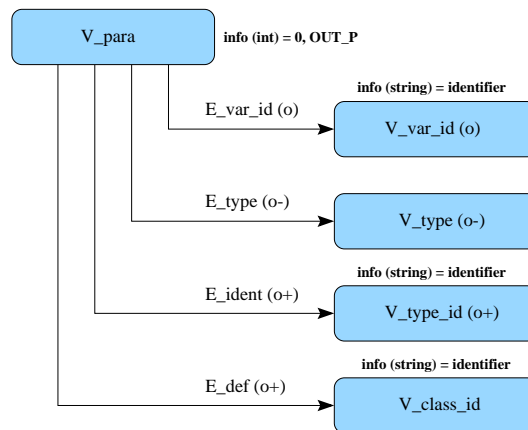 V_para
info (int) = 0, OUT_P
info (string) = identifier
E_var_id (o)
V_var_id (o)
E_type (o-)
V_type (o-)
info (string) = identifier
E_ident (o+)
V_type_id (o+)
info (string) = identifier
E_def (o+)
V_class_id